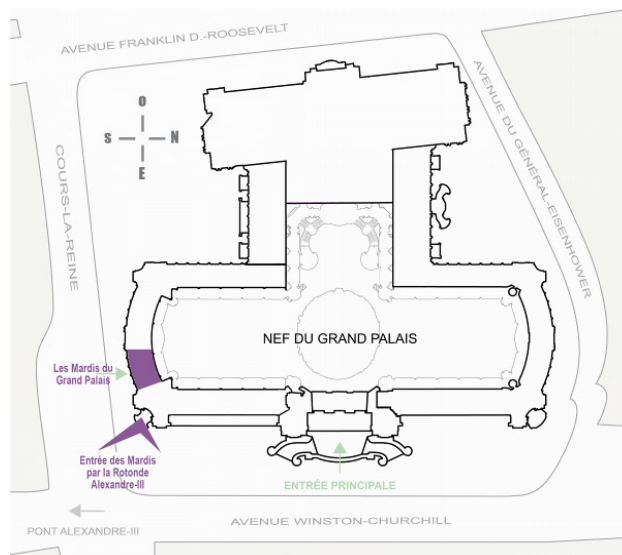 AVENUE FRANKLIN D.-ROOSEVELT
AVENUE DU GÉNÉRAL-EISENHOWER
O
S N
E
COURS-LA-REINE
NEF DU GRAND PALAIS
Les Mardis du
Grand Palais
Entrée des Mardis
par la Rotonde
Alexandre-III
ENTRÉE PRINCIPALE
PONT ALEXANDRE-III
AVENUE WINSTON-CHURCHILL